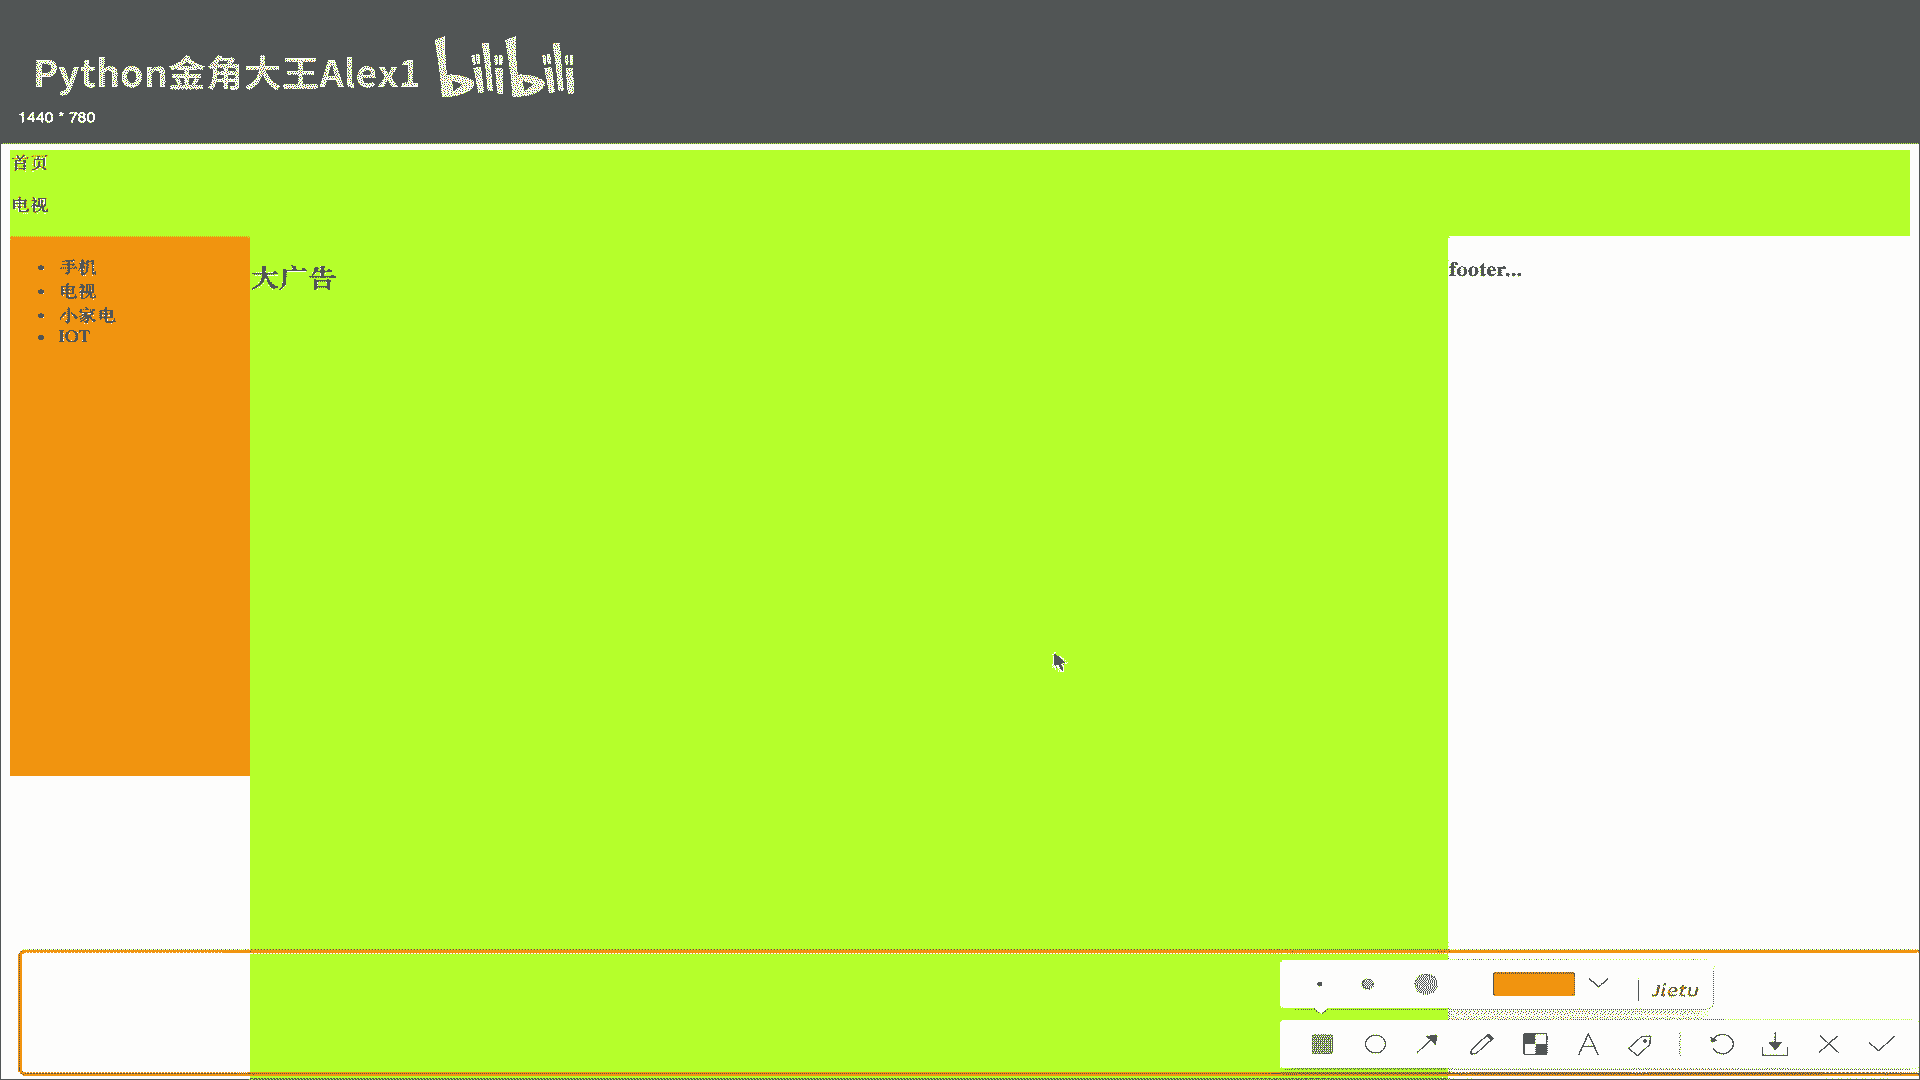 Python金角大王Alex1 bilibili
1440 * 780
首页
电视
手机
电视
小家电
IOT
大广告
footer...
Jietu
A